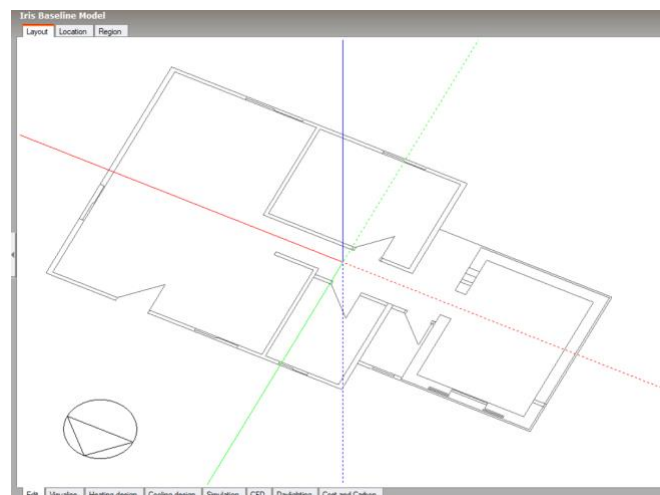 Iris Baseline Model
Layout Location Region
Edit Visualise Heating design Cooling design Simulation CFD Daylighting Cost and Carbon